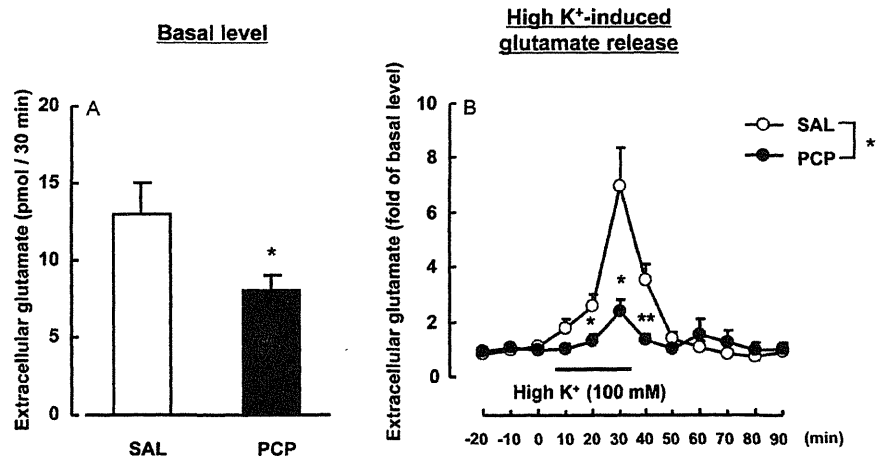 Basal level
High K⁺-induced
glutamate release
A
Extracellular glutamate (pmol / 30 min)
20
15
10
5
0
*
SAL PCP
B
Extracellular glutamate (fold of basal level)
10
8
6
4
2
0
SAL
PCP
*
*
*
**
High K⁺ (100 mM)
-20 -10 0 10 20 30 40 50 60 70 80 90 (min)